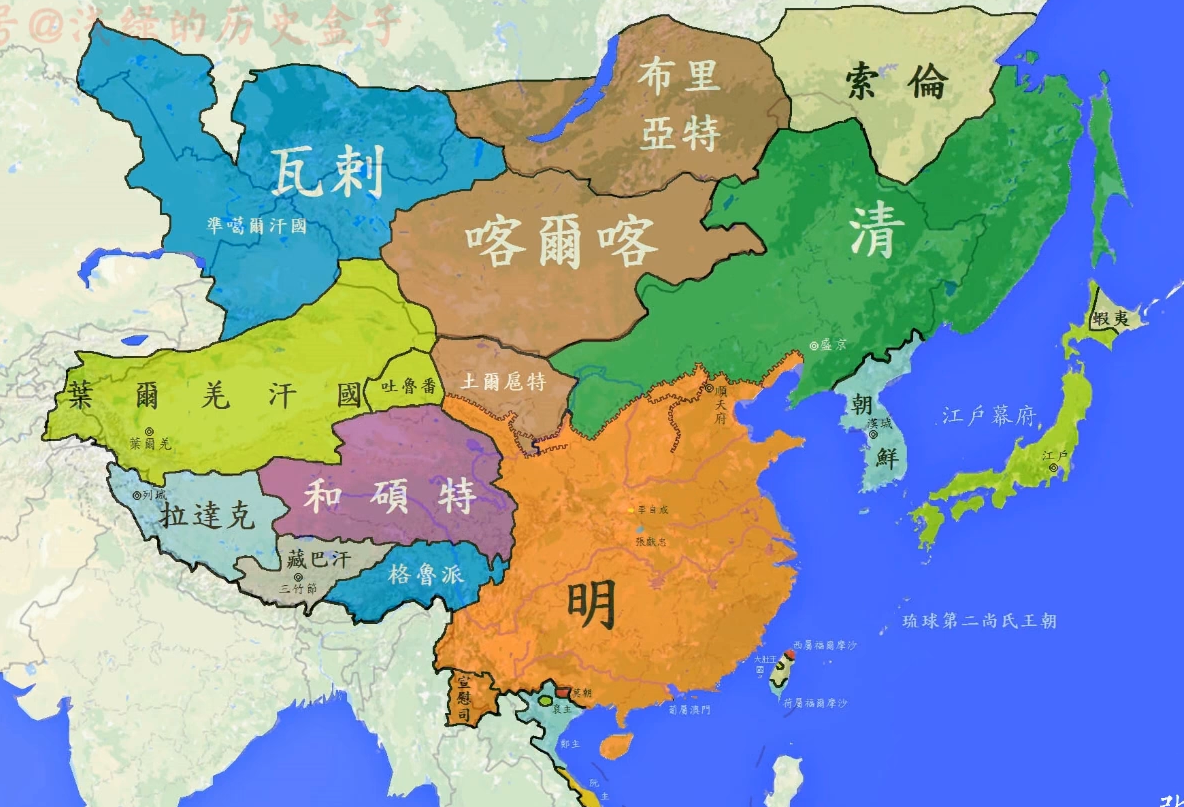 号@浅绿的历史盒子
布里
亞特
索倫
瓦剌
準噶爾汗國
喀爾喀
清
盛京
蝦夷
土爾扈特
吐魯番
葉爾羌汗國
葉爾羌
順天府
朝鮮
漢城
江戶幕府
江戶
和碩特
列城
拉達克
李自成
張獻忠
藏巴汗
三竹節
格魯派
明
琉球第二尚氏王朝
西屬福爾摩沙
大肚王國
荷屬福爾摩沙
宣慰司
莫朝
裒主
葡屬澳門
鄭主
阮主